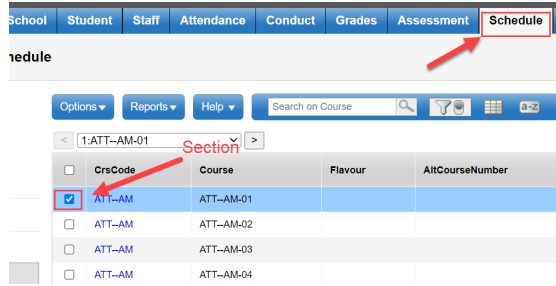 School Student Staff Attendance Conduct Grades Assessment Schedule
hedule
Options Reports Help Search on Course a-z
< 1:ATT--AM-01 >
Section
CrsCode Course Flavour AltCourseNumber
ATT--AM ATT--AM-01
ATT--AM ATT--AM-02
ATT--AM ATT--AM-03
ATT--AM ATT--AM-04